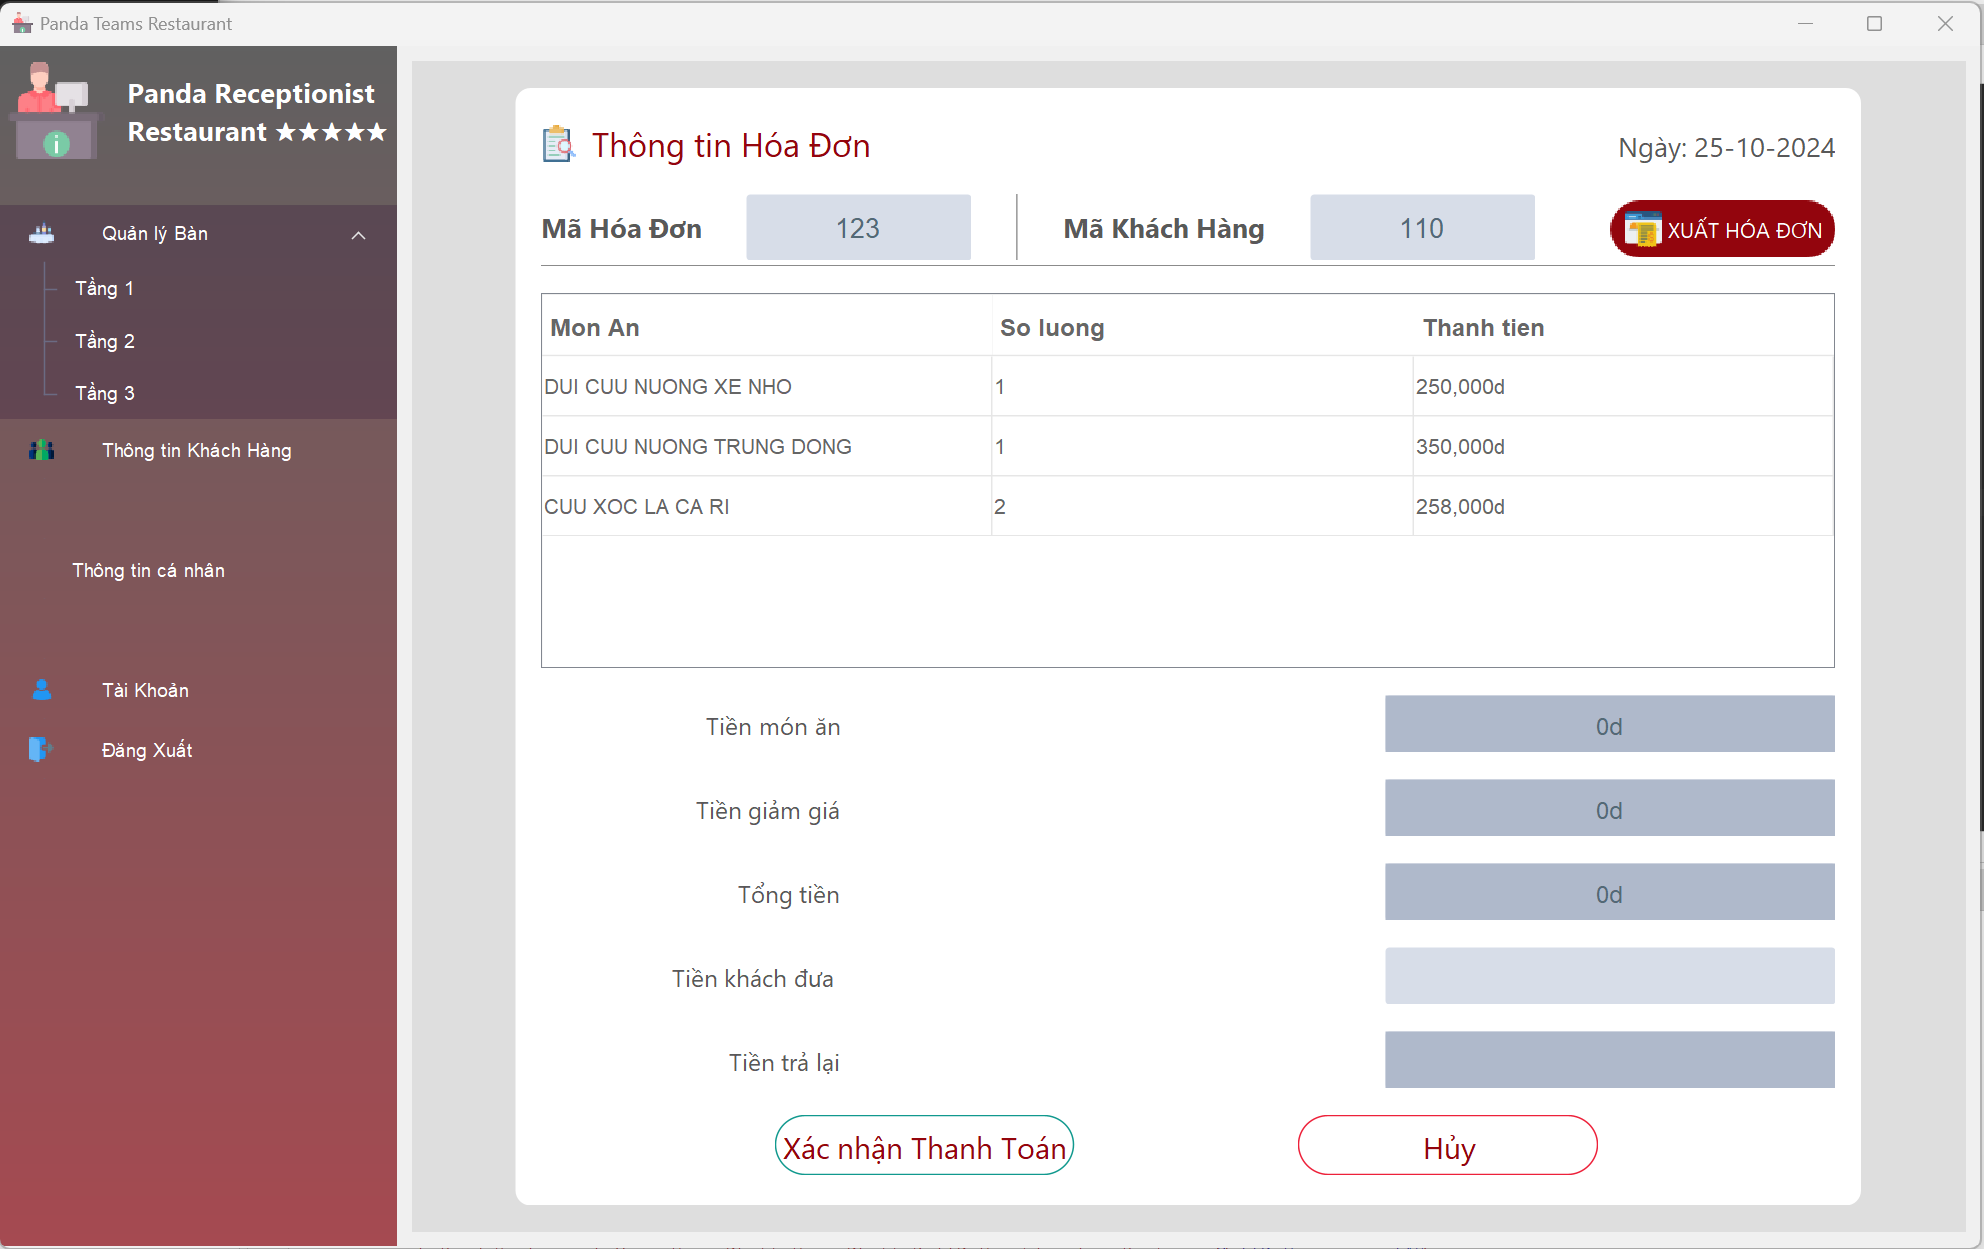 Panda Teams Restaurant
Panda Receptionist
Restaurant ★★★★★
Quản lý Bàn
Tầng 1
Tầng 2
Tầng 3
Thông tin Khách Hàng
Thông tin cá nhân
Tài Khoản
Đăng Xuất
Thông tin Hóa Đơn
Ngày: 25-10-2024
Mã Hóa Đơn 123 Mã Khách Hàng 110 XUẤT HÓA ĐƠN
Mon An So luong Thanh tien
DUI CUU NUONG XE NHO 1 250,000d
DUI CUU NUONG TRUNG DONG 1 350,000d
CUU XOC LA CA RI 2 258,000d
Tiền món ăn 0d
Tiền giảm giá 0d
Tổng tiền 0d
Tiền khách đưa
Tiền trả lại
Xác nhận Thanh Toán Hủy